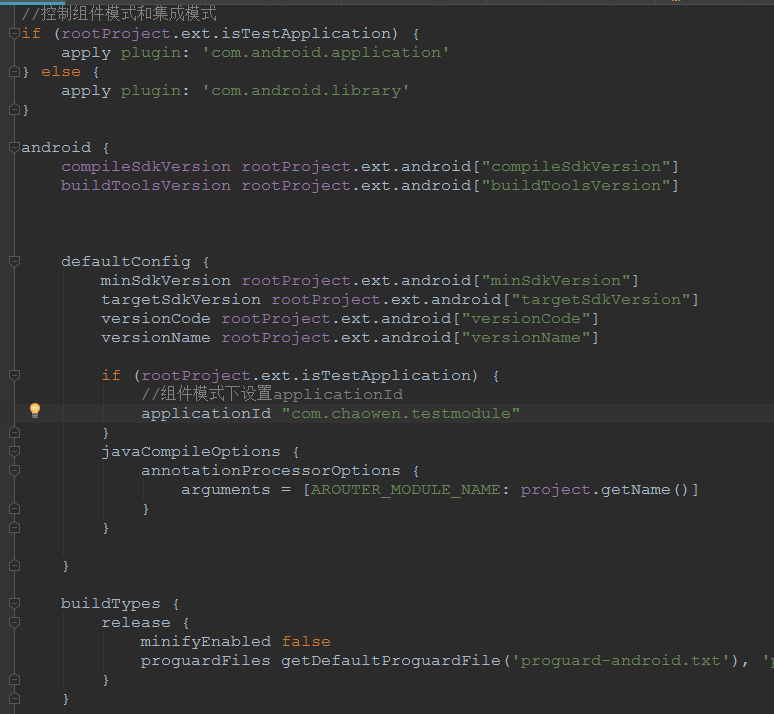 //控制组件模式和集成模式
if (rootProject.ext.isTestApplication) {
    apply plugin: 'com.android.application'
} else {
    apply plugin: 'com.android.library'
}
android {
    compileSdkVersion rootProject.ext.android["compileSdkVersion"]
    buildToolsVersion rootProject.ext.android["buildToolsVersion"]
    defaultConfig {
        minSdkVersion rootProject.ext.android["minSdkVersion"]
        targetSdkVersion rootProject.ext.android["targetSdkVersion"]
        versionCode rootProject.ext.android["versionCode"]
        versionName rootProject.ext.android["versionName"]
        if (rootProject.ext.isTestApplication) {
            //组件模式下设置applicationId
            applicationId "com.chaowen.testmodule"
        }
        javaCompileOptions {
            annotationProcessorOptions {
                arguments = [AROUTER_MODULE_NAME: project.getName()]
            }
        }
    }
    buildTypes {
        release {
            minifyEnabled false
            proguardFiles getDefaultProguardFile('proguard-android.txt'), '
        }
    }